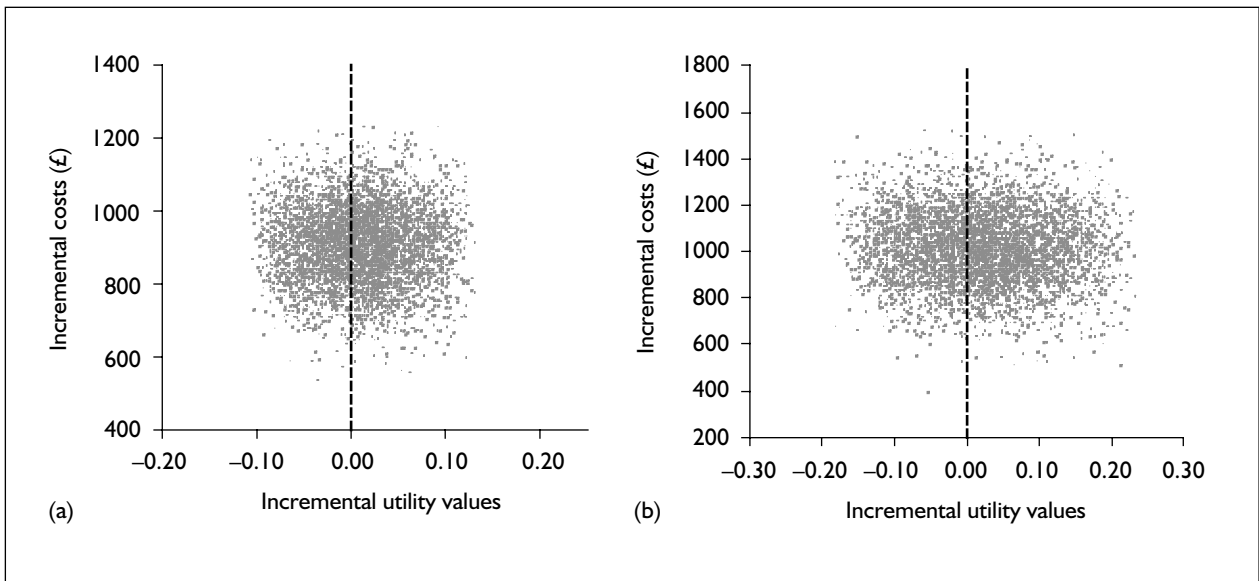 1400
1200
1000
800
600
400
Incremental costs (£)
–0.20 –0.10 0.00 0.10 0.20
Incremental utility values
(a)
1800
1600
1400
1200
1000
800
600
400
200
Incremental costs (£)
–0.30 –0.20 –0.10 0.00 0.10 0.20 0.30
Incremental utility values
(b)